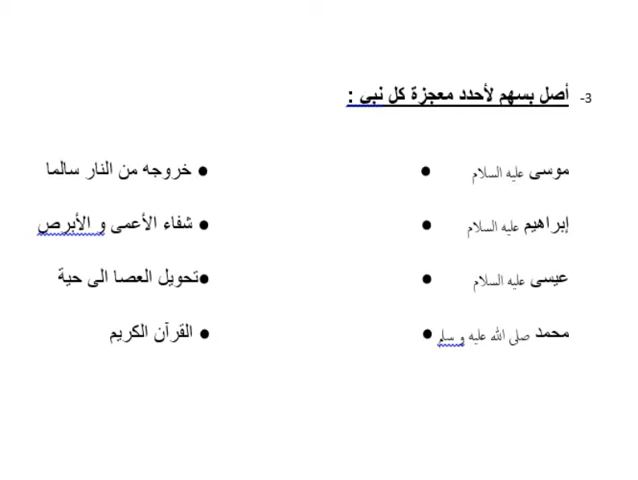 3- أصل بسهم لأحدد معجزة كل نبي :
موسى عليه السلام ● ● خروجه من النار سالما
إبراهيم عليه السلام ● ● شفاء الأعمى و الأبرص
عيسى عليه السلام ● ●تحويل العصا الى حية
محمد صلى الله عليه و سلم ● ● القرآن الكريم